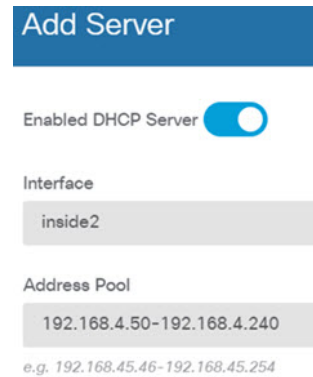 Add Server
Enabled DHCP Server
Interface
inside2
Address Pool
192.168.4.50-192.168.4.240
e.g. 192.168.45.46-192.168.45.254